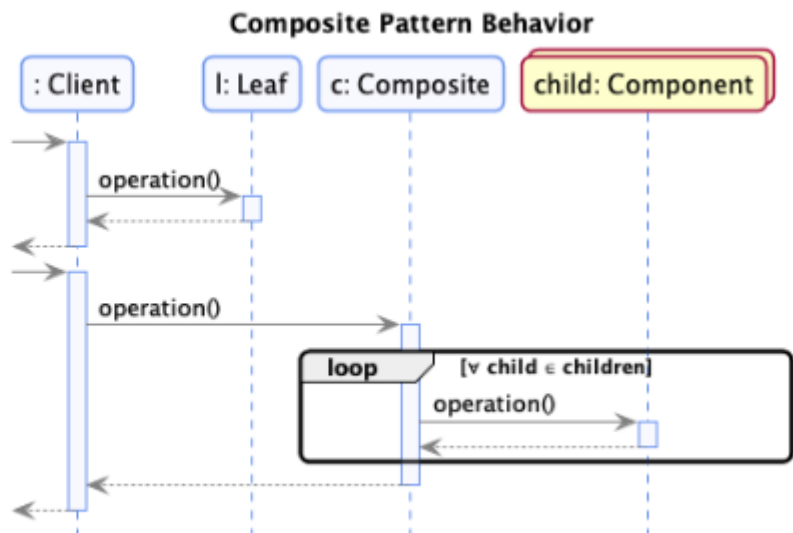 Composite Pattern Behavior
: Client
l: Leaf
c: Composite
child: Component
operation()
operation()
loop
[∀ child ∈ children]
operation()